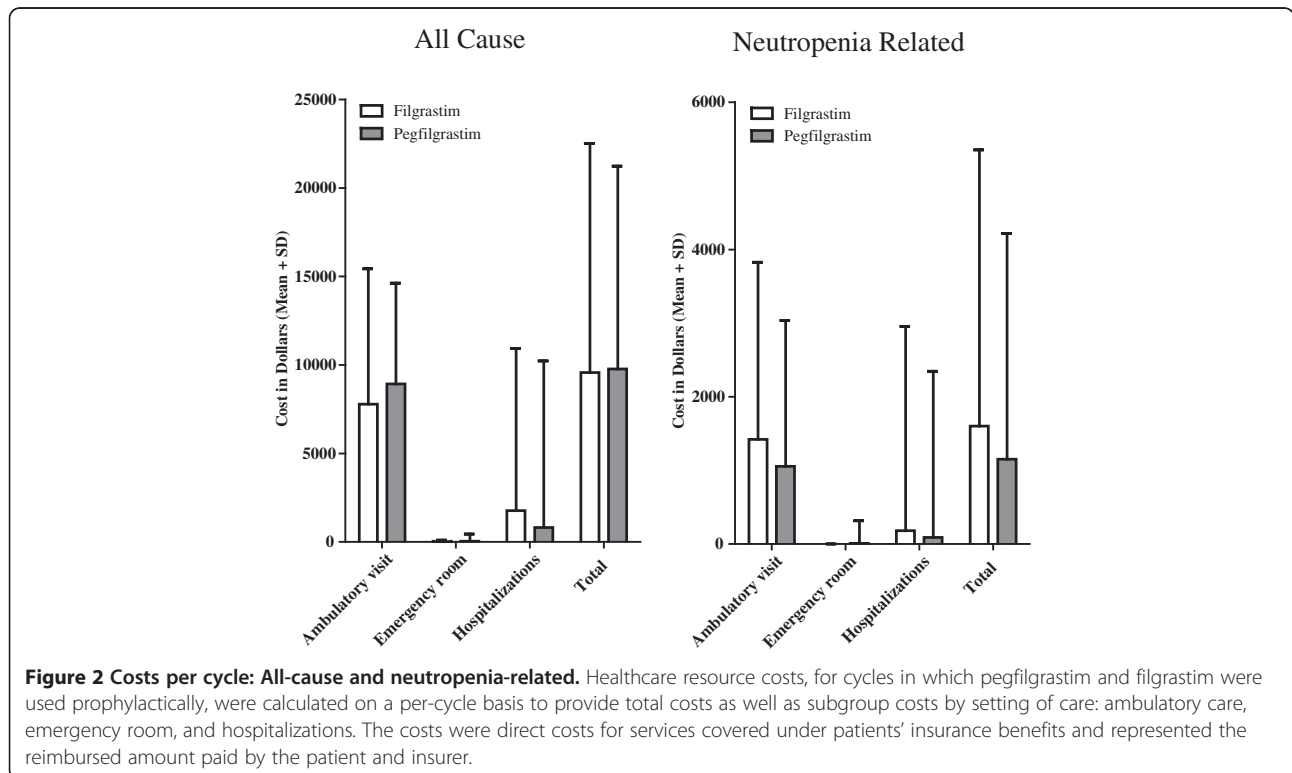 All Cause
Neutropenia Related
25000
20000
15000
10000
5000
0
Cost in Dollars (Mean + SD)
Filgrastim
Pegfilgrastim
Ambulatory visit
Emergency room
Hospitalizations
Total
6000
4000
2000
0
Cost in Dollars (Mean + SD)
Filgrastim
Pegfilgrastim
Ambulatory visit
Emergency room
Hospitalizations
Total
Figure 2 Costs per cycle: All-cause and neutropenia-related. Healthcare resource costs, for cycles in which pegfilgrastim and filgrastim were
used prophylactically, were calculated on a per-cycle basis to provide total costs as well as subgroup costs by setting of care: ambulatory care,
emergency room, and hospitalizations. The costs were direct costs for services covered under patients’ insurance benefits and represented the
reimbursed amount paid by the patient and insurer.